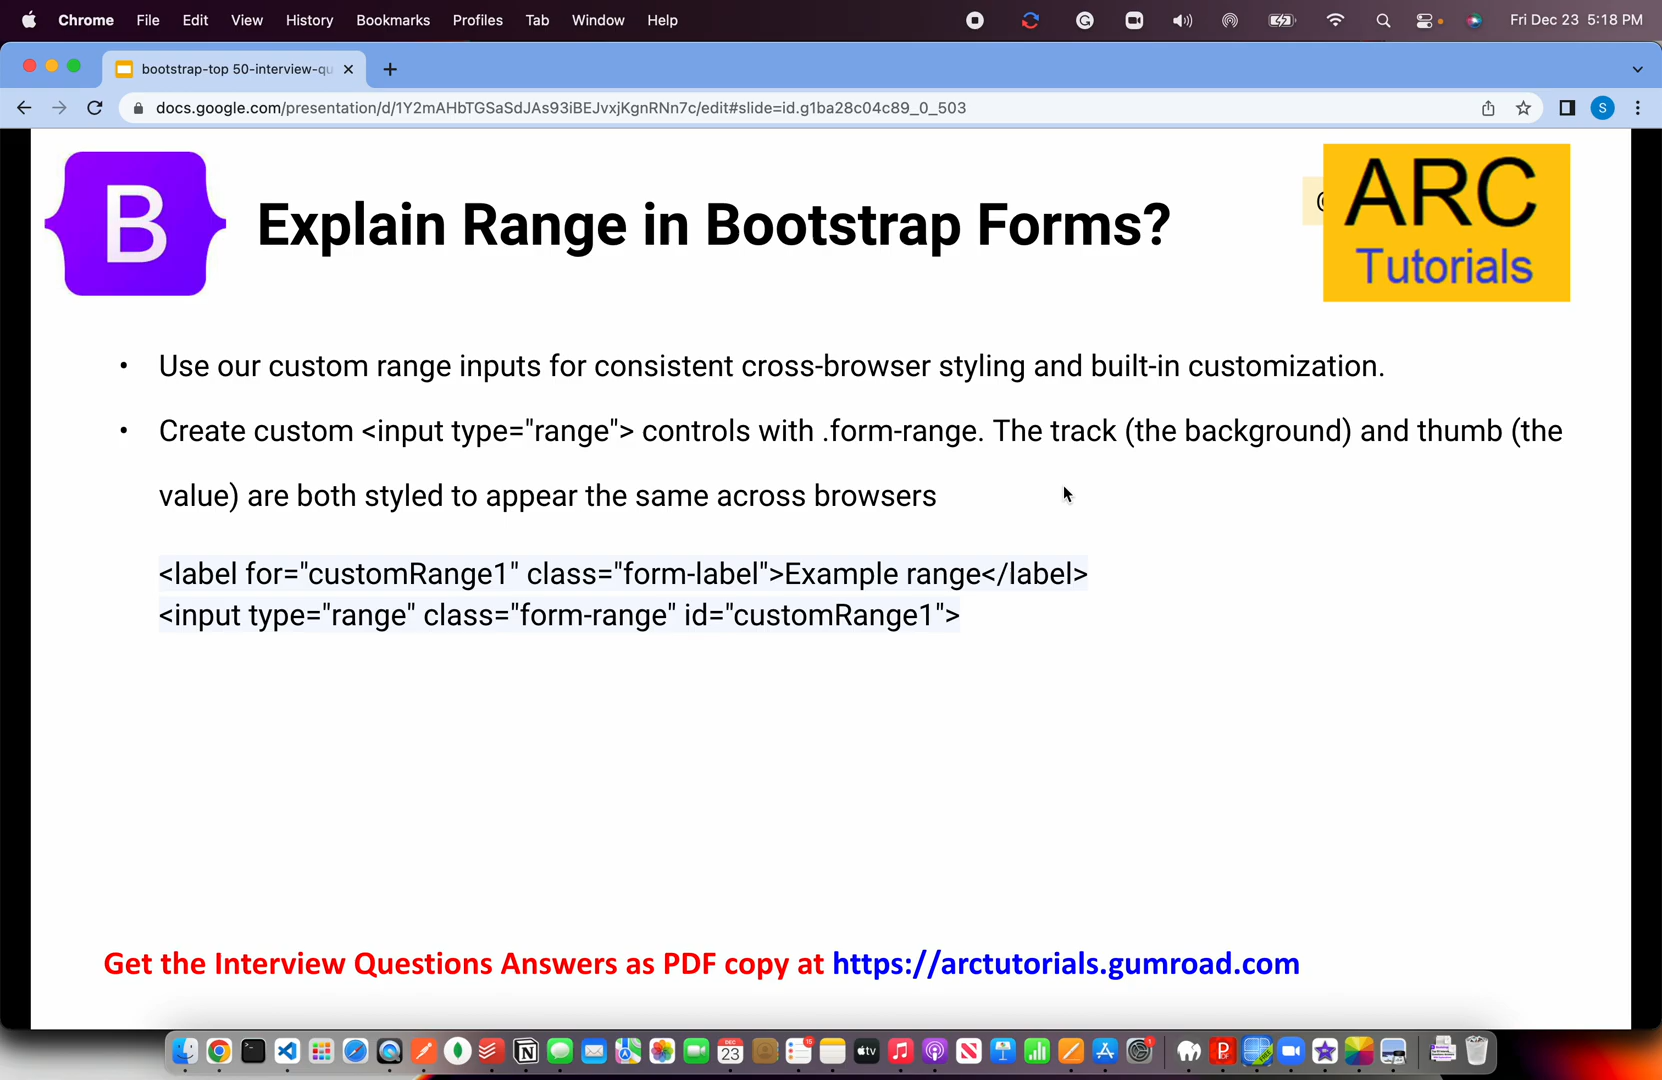 Chrome File Edit View History Bookmarks Profiles Tab Window Help Fri Dec 23 5:18 PM
bootstrap-top 50-interview-qu
docs.google.com/presentation/d/1Y2mAHbTGSaSdJAs93iBEJvxjKgnRNn7c/edit#slide=id.g1ba28c04c89_0_503
S
B
Explain Range in Bootstrap Forms?
ARC
Tutorials
• Use our custom range inputs for consistent cross-browser styling and built-in customization.
• Create custom <input type="range"> controls with .form-range. The track (the background) and thumb (the
value) are both styled to appear the same across browsers
<label for="customRange1" class="form-label">Example range</label>
<input type="range" class="form-range" id="customRange1">
Get the Interview Questions Answers as PDF copy at https://arctutorials.gumroad.com